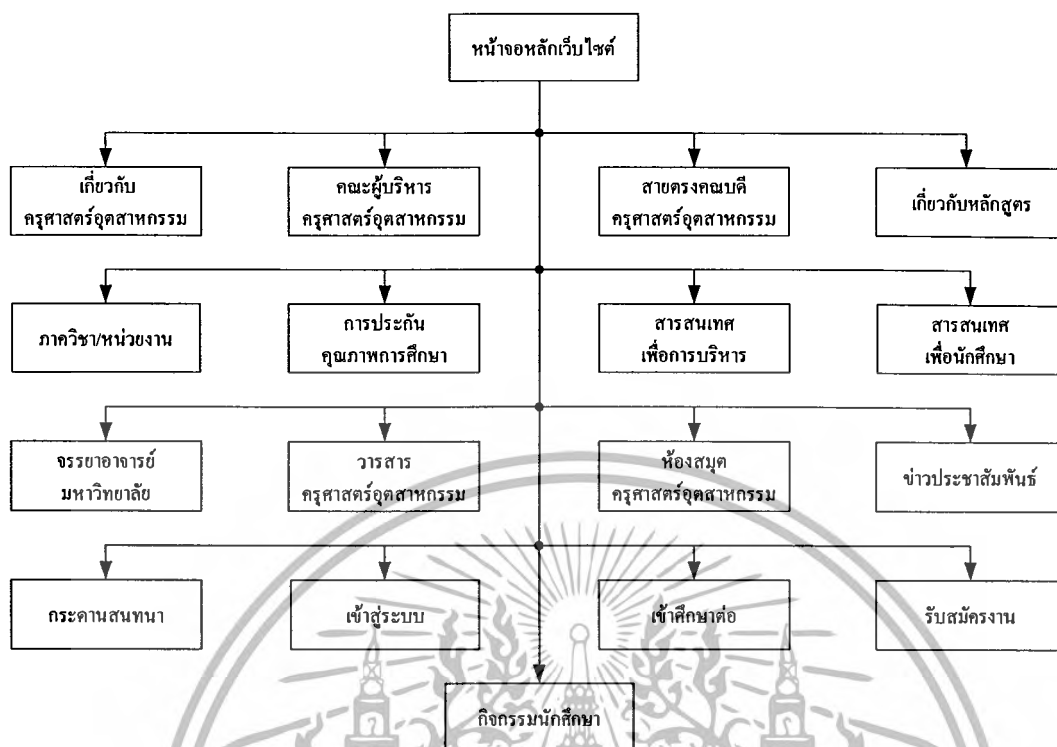 หน้าจอหลักเว็บไซต์
เกี่ยวกับ
ครุศาสตร์อุตสาหกรรม
คณะผู้บริหาร
ครุศาสตร์อุตสาหกรรม
สายตรงคณบดี
ครุศาสตร์อุตสาหกรรม
เกี่ยวกับหลักสูตร
ภาควิชา/หน่วยงาน
การประกัน
คุณภาพการศึกษา
สารสนเทศ
เพื่อการบริหาร
สารสนเทศ
เพื่อนักศึกษา
จรรยาอาจารย์
มหาวิทยาลัย
วารสาร
ครุศาสตร์อุตสาหกรรม
ห้องสมุด
ครุศาสตร์อุตสาหกรรม
ข่าวประชาสัมพันธ์
กระดานสนทนา
เข้าสู่ระบบ
เข้าศึกษาต่อ
รับสมัครงาน
กิจกรรมนักศึกษา